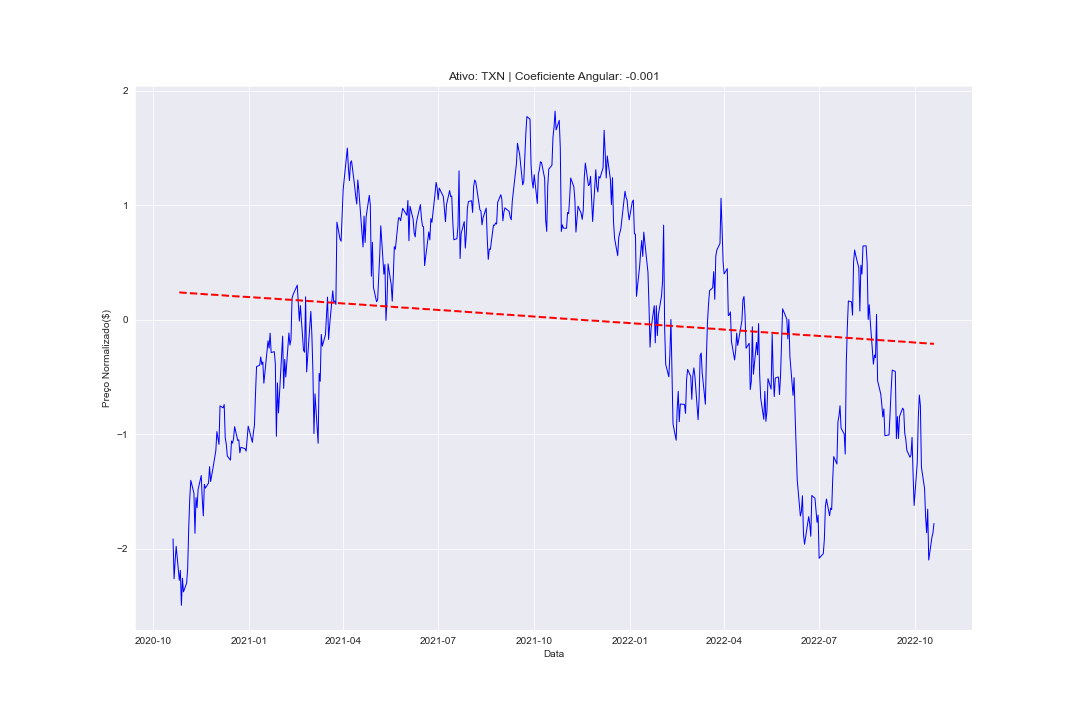 Ativo: TXN | Coeficiente Angular: -0.001
Preço Normalizado($)
2
1
0
−1
−2
2020-10 2021-01 2021-04 2021-07 2021-10 2022-01 2022-04 2022-07 2022-10
Data